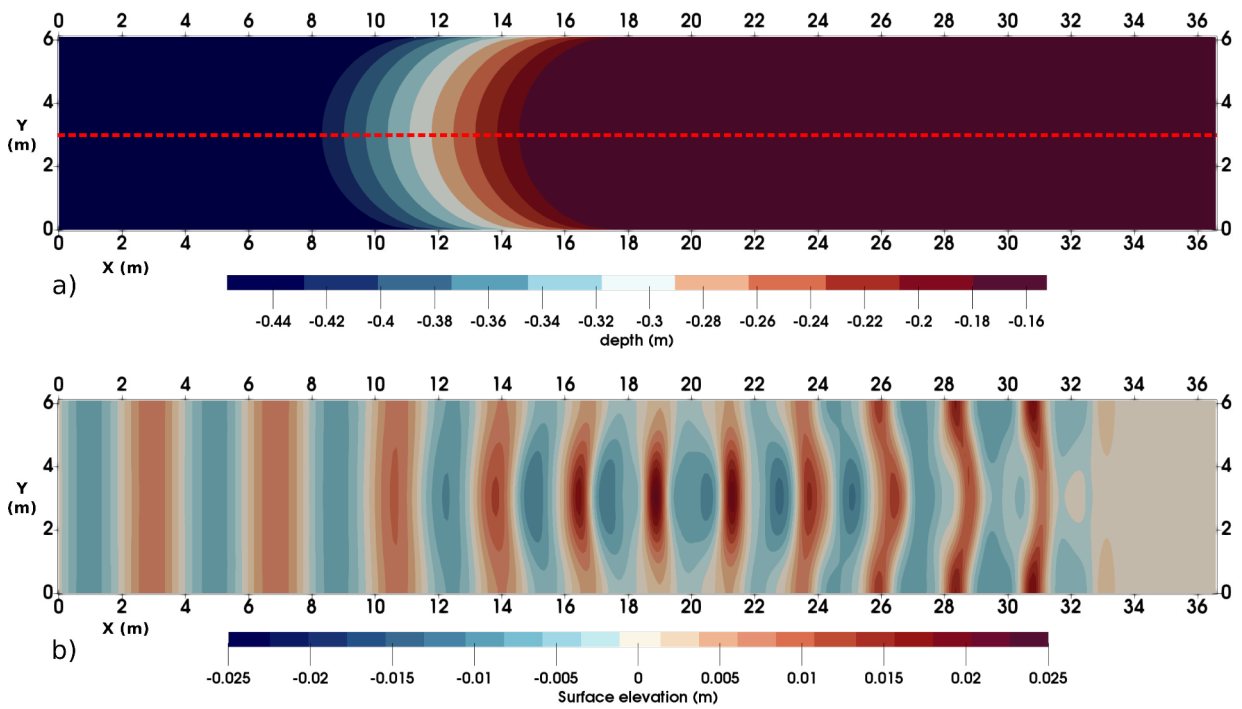 0 2 4 6 8 10 12 14 16 18 20 22 24 26 28 30 32 34 36
6 6
4 4
Y
(m)
2 2
0 0
0 2 4 6 8 10 12 14 16 18 20 22 24 26 28 30 32 34 36
X (m)
a)
-0.44 -0.42 -0.4 -0.38 -0.36 -0.34 -0.32 -0.3 -0.28 -0.26 -0.24 -0.22 -0.2 -0.18 -0.16
depth (m)
0 2 4 6 8 10 12 14 16 18 20 22 24 26 28 30 32 34 36
6 6
4 4
Y
(m)
2 2
0 0
0 2 4 6 8 10 12 14 16 18 20 22 24 26 28 30 32 34 36
X (m)
b)
-0.025 -0.02 -0.015 -0.01 -0.005 0 0.005 0.01 0.015 0.02 0.025
Surface elevation (m)